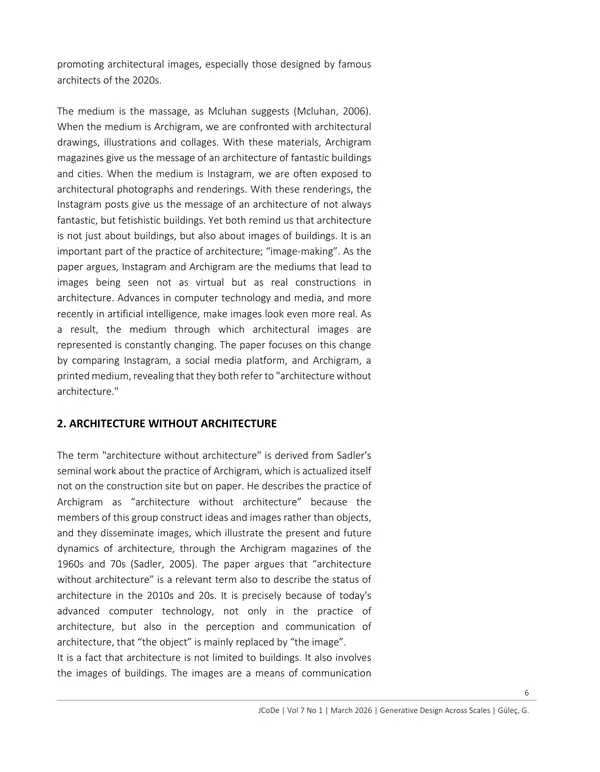 promoting architectural images, especially those designed by famous
architects of the 2020s.
The medium is the massage, as Mcluhan suggests (Mcluhan, 2006).
When the medium is Archigram, we are confronted with architectural
drawings, illustrations and collages. With these materials, Archigram
magazines give us the message of an architecture of fantastic buildings
and cities. When the medium is Instagram, we are often exposed to
architectural photographs and renderings. With these renderings, the
Instagram posts give us the message of an architecture of not always
fantastic, but fetishistic buildings. Yet both remind us that architecture
is not just about buildings, but also about images of buildings. It is an
important part of the practice of architecture; “image-making”. As the
paper argues, Instagram and Archigram are the mediums that lead to
images being seen not as virtual but as real constructions in
architecture. Advances in computer technology and media, and more
recently in artificial intelligence, make images look even more real. As
a result, the medium through which architectural images are
represented is constantly changing. The paper focuses on this change
by comparing Instagram, a social media platform, and Archigram, a
printed medium, revealing that they both refer to "architecture without
architecture."
2. ARCHITECTURE WITHOUT ARCHITECTURE
The term "architecture without architecture" is derived from Sadler's
seminal work about the practice of Archigram, which is actualized itself
not on the construction site but on paper. He describes the practice of
Archigram as “architecture without architecture” because the
members of this group construct ideas and images rather than objects,
and they disseminate images, which illustrate the present and future
dynamics of architecture, through the Archigram magazines of the
1960s and 70s (Sadler, 2005). The paper argues that “architecture
without architecture” is a relevant term also to describe the status of
architecture in the 2010s and 20s. It is precisely because of today's
advanced computer technology, not only in the practice of
architecture, but also in the perception and communication of
architecture, that “the object” is mainly replaced by “the image”.
It is a fact that architecture is not limited to buildings. It also involves
the images of buildings. The images are a means of communication
6
JCoDe | Vol 7 No 1 | March 2026 | Generative Design Across Scales | Güleç, G.